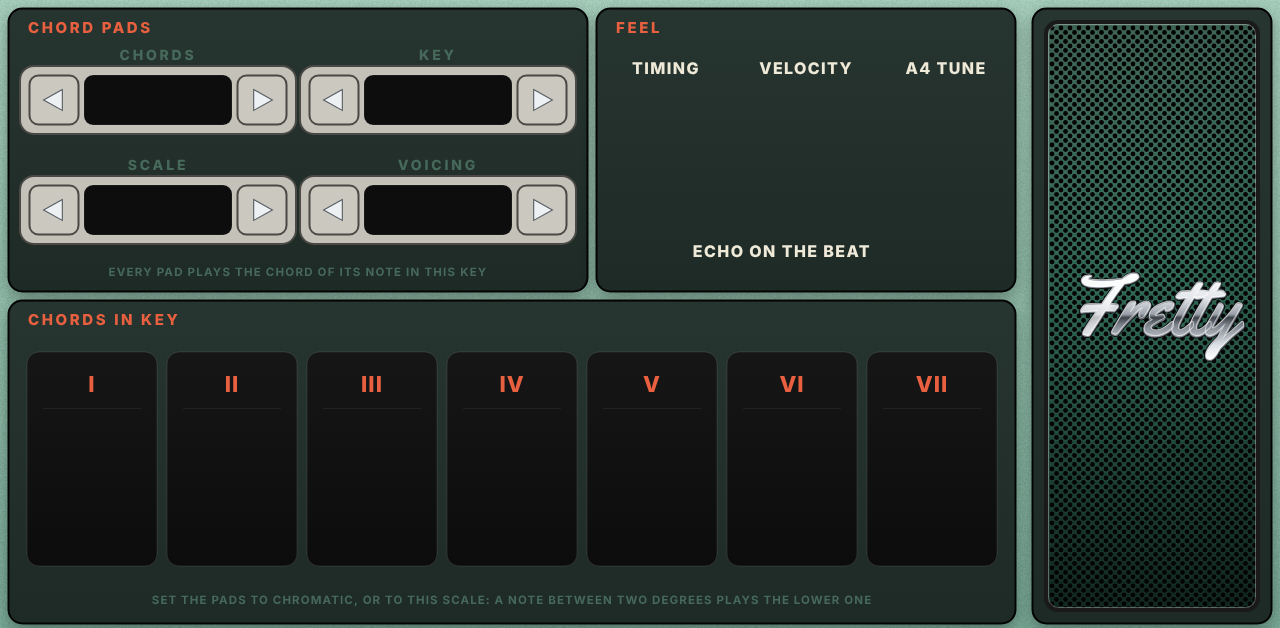 CHORD PADS
CHORDS
KEY
SCALE
VOICING
EVERY PAD PLAYS THE CHORD OF ITS NOTE IN THIS KEY
FEEL
TIMING
VELOCITY
A4 TUNE
ECHO ON THE BEAT
CHORDS IN KEY
I
II
III
IV
V
VI
VII
SET THE PADS TO CHROMATIC, OR TO THIS SCALE: A NOTE BETWEEN TWO DEGREES PLAYS THE LOWER ONE
Fretty